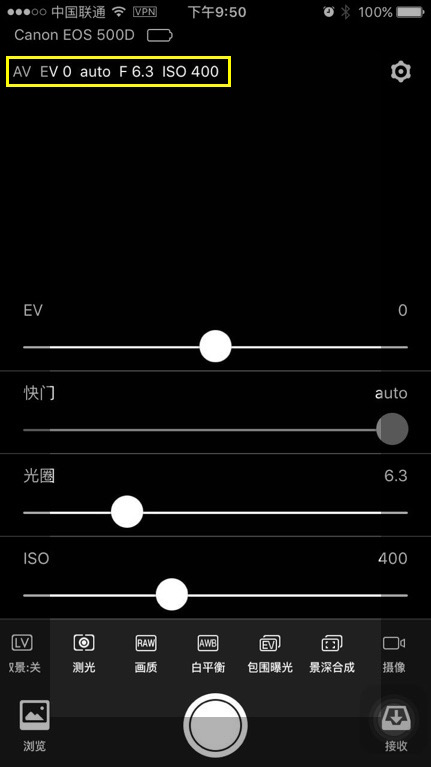 中国联通 VPN 下午9:50 100%
Canon EOS 500D
AV EV 0 auto F 6.3 ISO 400
EV 0
快门 auto
光圈 6.3
ISO 400
LV RAW AWB EV
景:关 测光 画质 白平衡 包围曝光 景深合成 摄像
浏览 接收